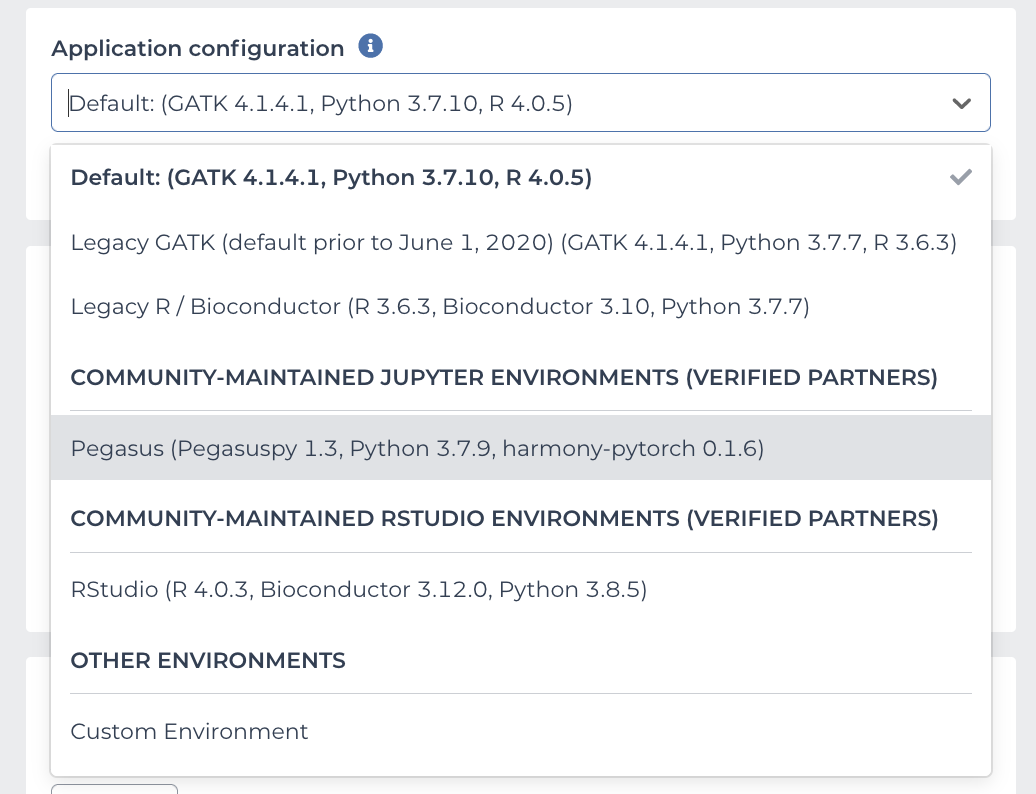 Application configuration
Default: (GATK 4.1.4.1, Python 3.7.10, R 4.0.5)
Default: (GATK 4.1.4.1, Python 3.7.10, R 4.0.5)
Legacy GATK (default prior to June 1, 2020) (GATK 4.1.4.1, Python 3.7.7, R 3.6.3)
Legacy R / Bioconductor (R 3.6.3, Bioconductor 3.10, Python 3.7.7)
COMMUNITY-MAINTAINED JUPYTER ENVIRONMENTS (VERIFIED PARTNERS)
Pegasus (Pegasuspy 1.3, Python 3.7.9, harmony-pytorch 0.1.6)
COMMUNITY-MAINTAINED RSTUDIO ENVIRONMENTS (VERIFIED PARTNERS)
RStudio (R 4.0.3, Bioconductor 3.12.0, Python 3.8.5)
OTHER ENVIRONMENTS
Custom Environment